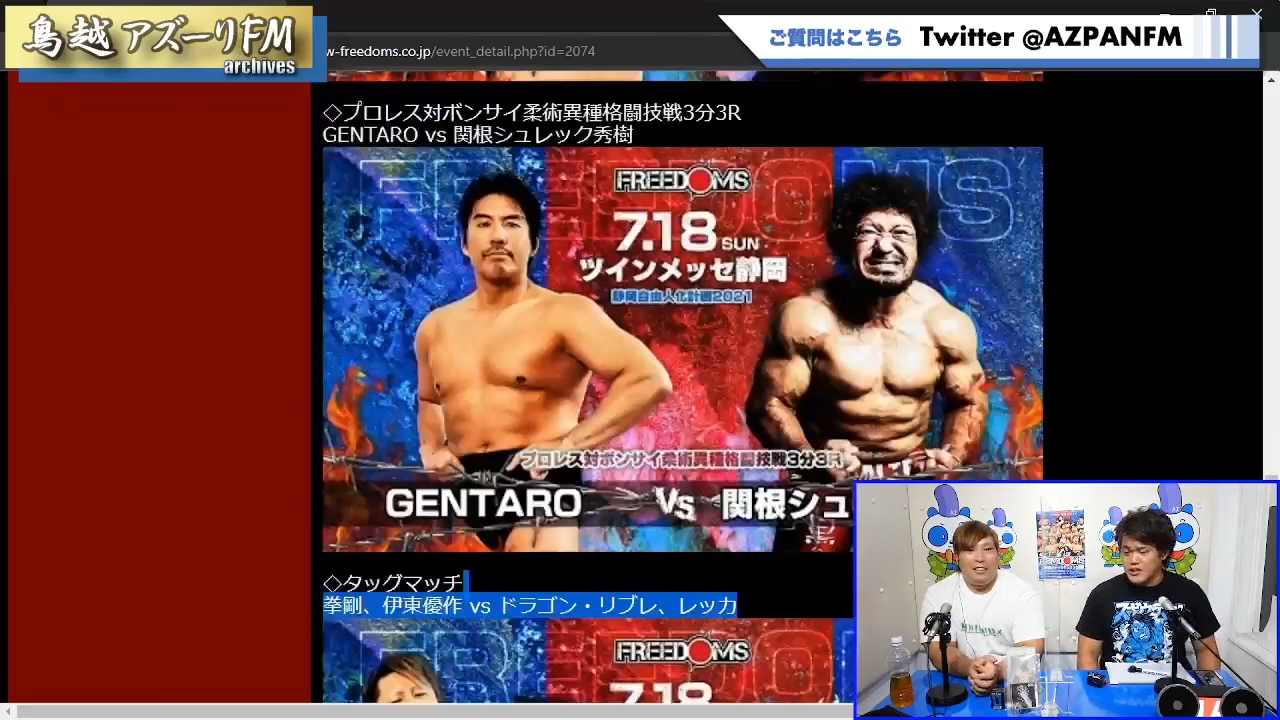 鳥越 アズーリFM
archives
w-freedoms.co.jp/event_detail.php?id=2074
ご質問はこちら Twitter @AZPANFM
◇プロレス対ボンサイ柔術異種格闘技戦3分3R
GENTARO vs 関根シュレック秀樹
FREEDOMS
FREEDOMS
7.18 SUN
ツインメッセ静岡
静岡自由人化計画2021
プロレス対ボンサイ柔術異種格闘技戦3分3R
GENTARO Vs 関根シュ
◇タッグマッチ
拳剛、伊東優作 vs ドラゴン・リブレ、レッカ
FREEDOMS
7.18